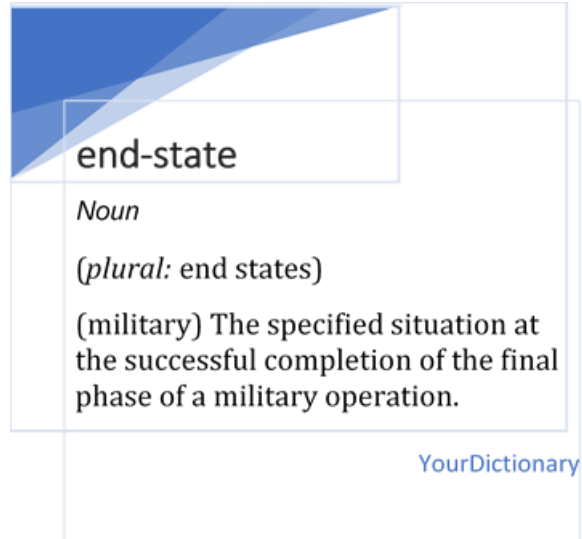 end-state
Noun
(plural: end states)
(military) The specified situation at
the successful completion of the final
phase of a military operation.
YourDictionary